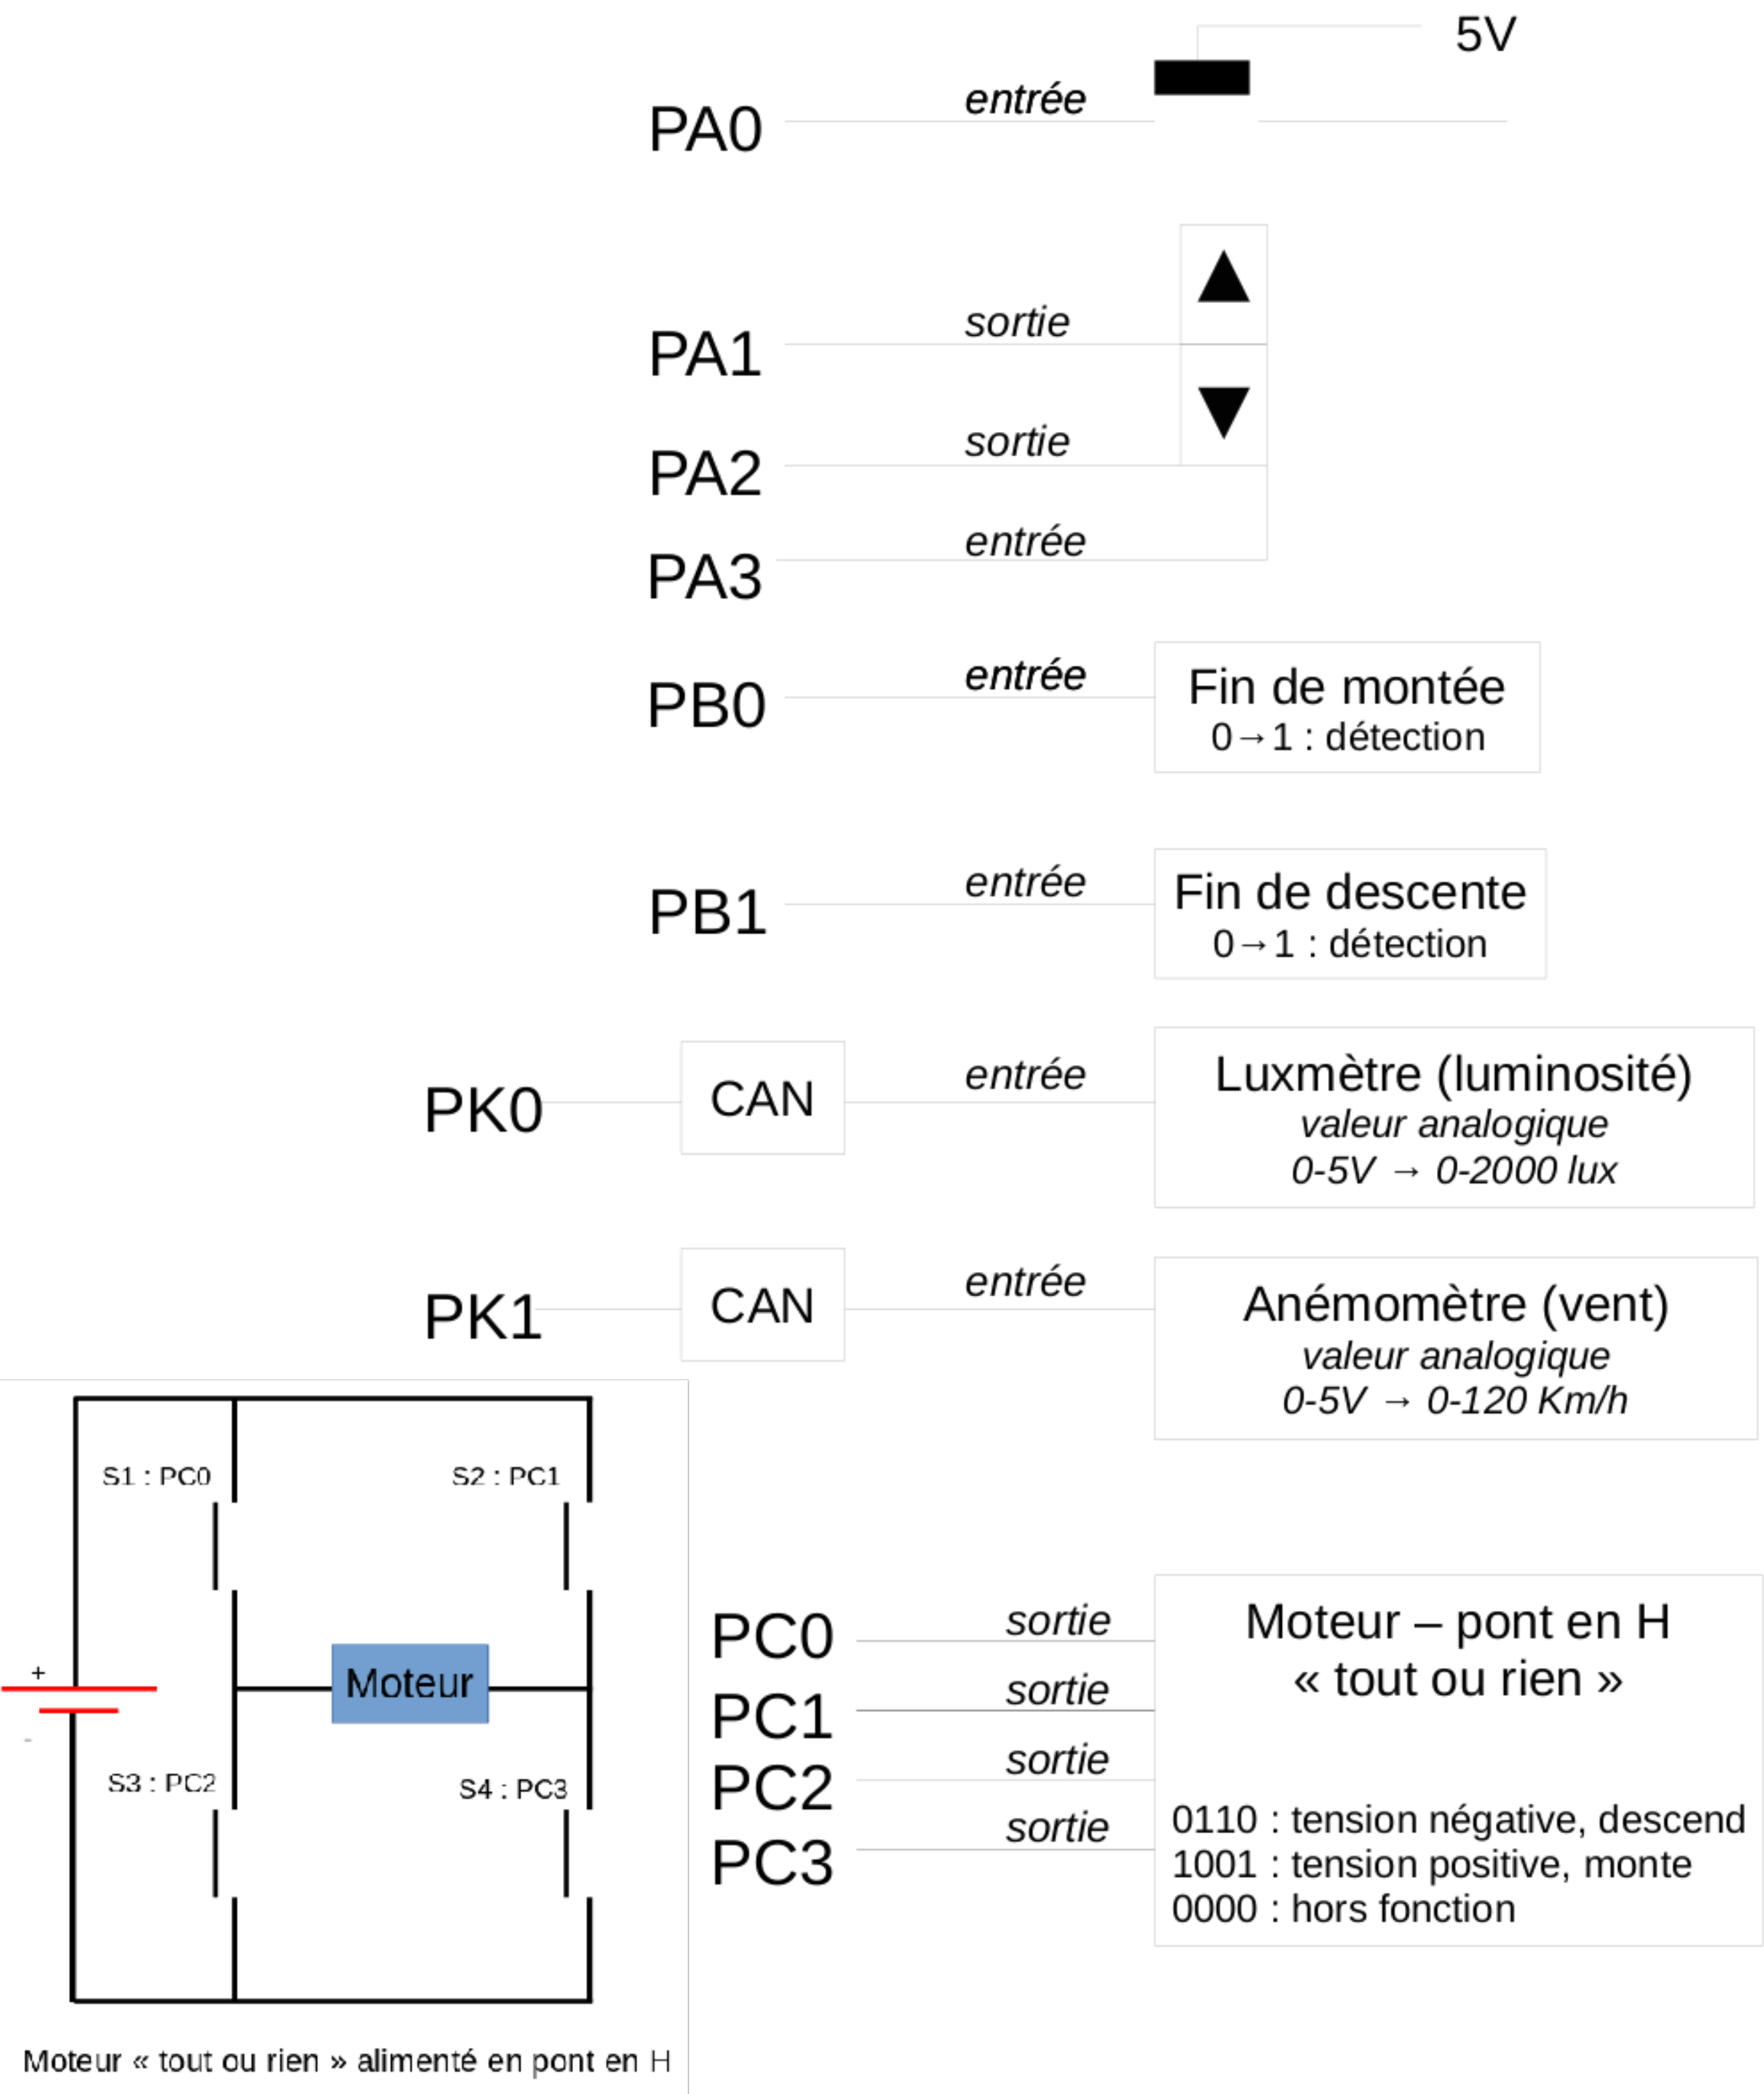 5V
PA0
entrée
PA1
sortie
PA2
sortie
PA3
entrée
PB0
entrée
Fin de montée
0→1 : détection
PB1
entrée
Fin de descente
0→1 : détection
PK0
CAN
entrée
Luxmètre (luminosité)
valeur analogique
0-5V → 0-2000 lux
PK1
CAN
entrée
Anémomètre (vent)
valeur analogique
0-5V → 0-120 Km/h
S1 : PC0
S2 : PC1
+
Moteur
-
S3 : PC2
S4 : PC3
Moteur « tout ou rien » alimenté en pont en H
PC0
sortie
PC1
sortie
PC2
sortie
PC3
sortie
Moteur – pont en H
« tout ou rien »
0110 : tension négative, descend
1001 : tension positive, monte
0000 : hors fonction